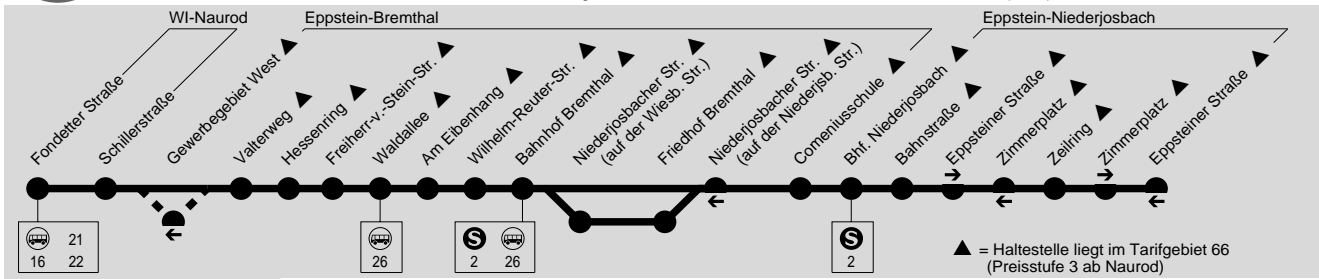 WI-Naurod
Eppstein-Bremthal
Eppstein-Niederjosbach
Fondetter Straße
Schillerstraße
Gewerbegebiet West
Valterweg
Hessenring
Freiherr-v.-Stein-Str.
Waldallee
Am Eibenhang
Wilhelm-Reuter-Str.
Bahnhof Bremthal
Niederjosbacher Str.
(auf der Wiesb. Str.)
Friedhof Bremthal
Niederjosbacher Str.
(auf der Niederjsb. Str.)
Comeniusschule
Bhf. Niederjosbach
Bahnstraße
Eppsteiner Straße
Zimmerplatz
Zeilring
Zimmerplatz
Eppsteiner Straße
21
16 22
26
S
2 26
S
2
▲ = Haltestelle liegt im Tarifgebiet 66
(Preisstufe 3 ab Naurod)